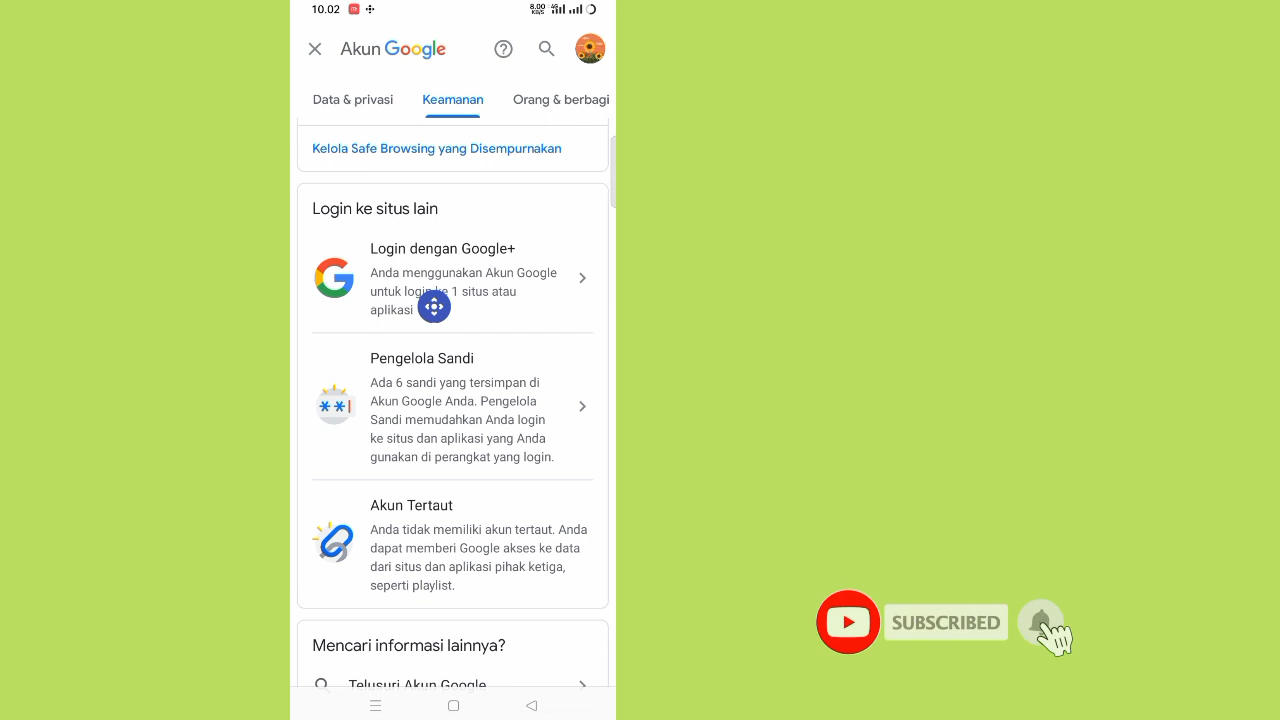 10.02
8.00 KB/S 4G
Akun Google
Data & privasi
Keamanan
Orang & berbagi
Kelola Safe Browsing yang Disempurnakan
Login ke situs lain
Login dengan Google+
Anda menggunakan Akun Google
untuk login ke 1 situs atau
aplikasi
Pengelola Sandi
Ada 6 sandi yang tersimpan di
Akun Google Anda. Pengelola
Sandi memudahkan Anda login
ke situs dan aplikasi yang Anda
gunakan di perangkat yang login.
Akun Tertaut
Anda tidak memiliki akun tertaut. Anda
dapat memberi Google akses ke data
dari situs dan aplikasi pihak ketiga,
seperti playlist.
Mencari informasi lainnya?
Telusuri Akun Google
SUBSCRIBED